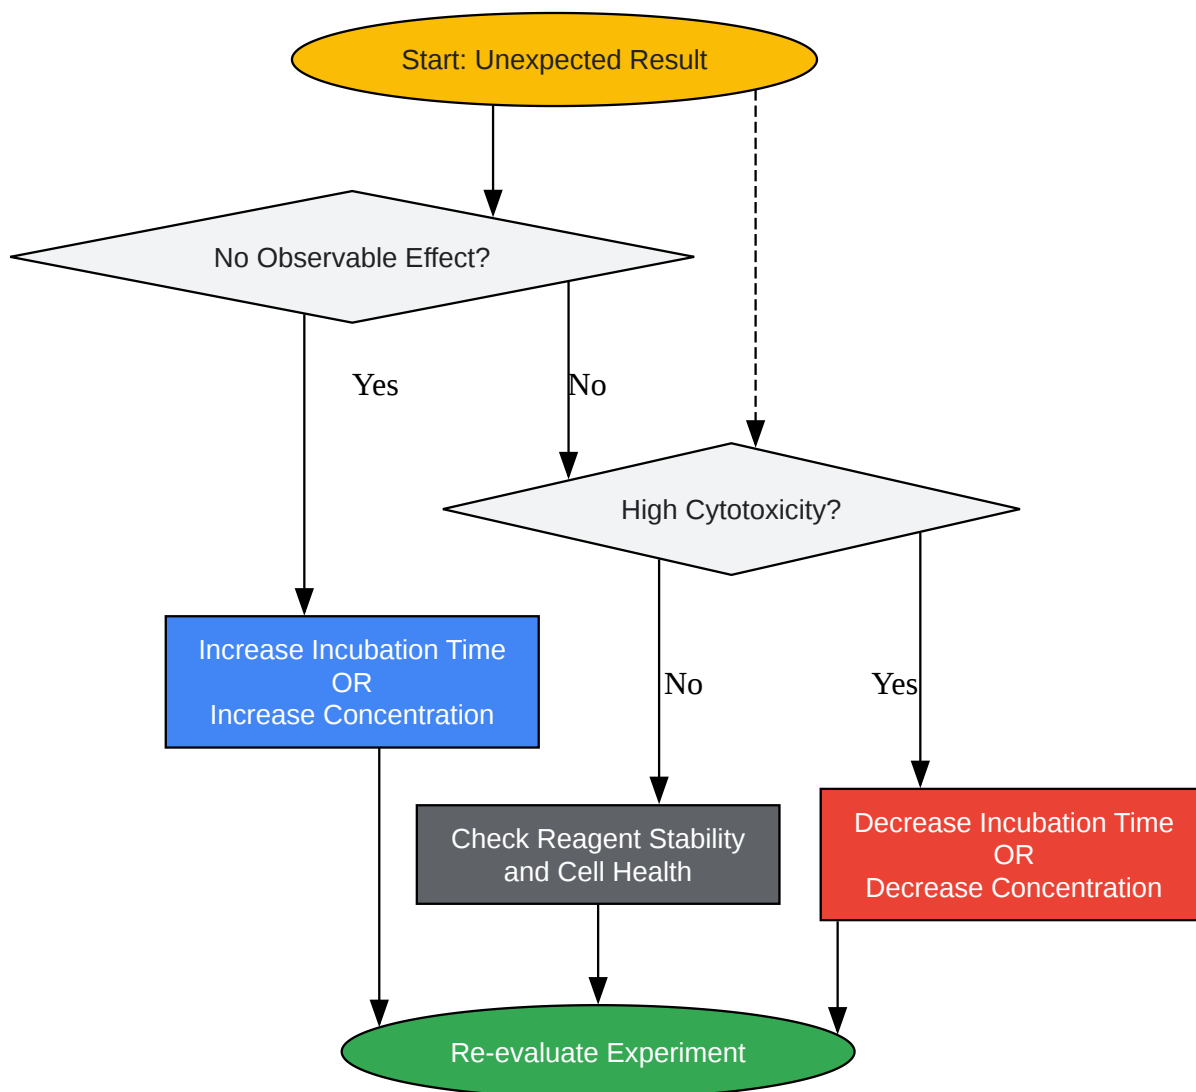 Start: Unexpected Result
No Observable Effect?
Yes
No
High Cytotoxicity?
Increase Incubation Time
OR
Increase Concentration
No
Yes
Check Reagent Stability
and Cell Health
Decrease Incubation Time
OR
Decrease Concentration
Re-evaluate Experiment